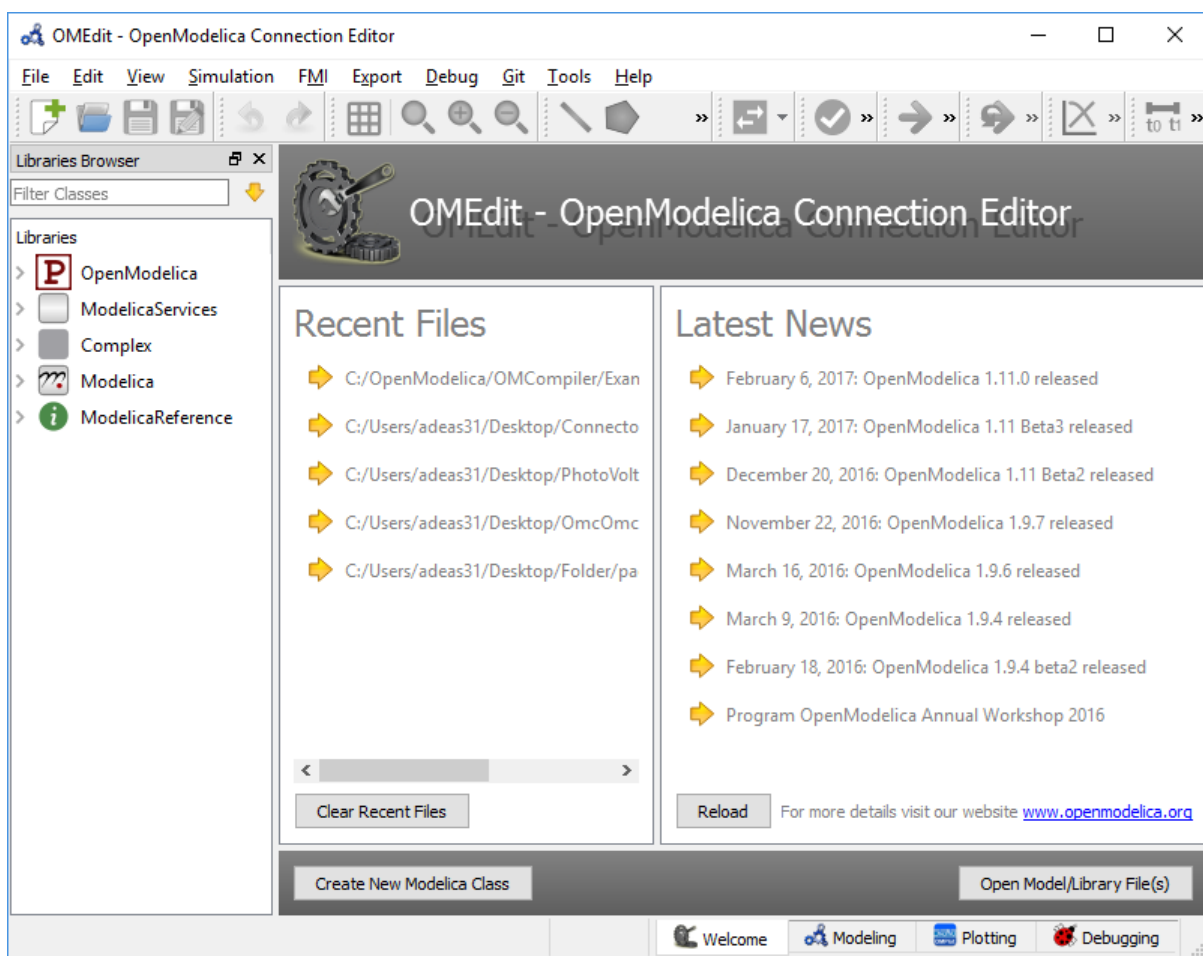 OMEdit - OpenModelica Connection Editor
File Edit View Simulation FMI Export Debug Git Tools Help
» » » » » t0 t1 »
Libraries Browser
Filter Classes
Libraries
P OpenModelica
ModelicaServices
Complex
m Modelica
i ModelicaReference
OMEdit - OpenModelica Connection Editor
Recent Files
C:/OpenModelica/OMCompiler/Exan
C:/Users/adeas31/Desktop/Connecto
C:/Users/adeas31/Desktop/PhotoVolt
C:/Users/adeas31/Desktop/OmcOmc
C:/Users/adeas31/Desktop/Folder/pa
Clear Recent Files
Latest News
February 6, 2017: OpenModelica 1.11.0 released
January 17, 2017: OpenModelica 1.11 Beta3 released
December 20, 2016: OpenModelica 1.11 Beta2 released
November 22, 2016: OpenModelica 1.9.7 released
March 16, 2016: OpenModelica 1.9.6 released
March 9, 2016: OpenModelica 1.9.4 released
February 18, 2016: OpenModelica 1.9.4 beta2 released
Program OpenModelica Annual Workshop 2016
Reload For more details visit our website www.openmodelica.org
Create New Modelica Class Open Model/Library File(s)
Welcome Modeling Plotting Debugging